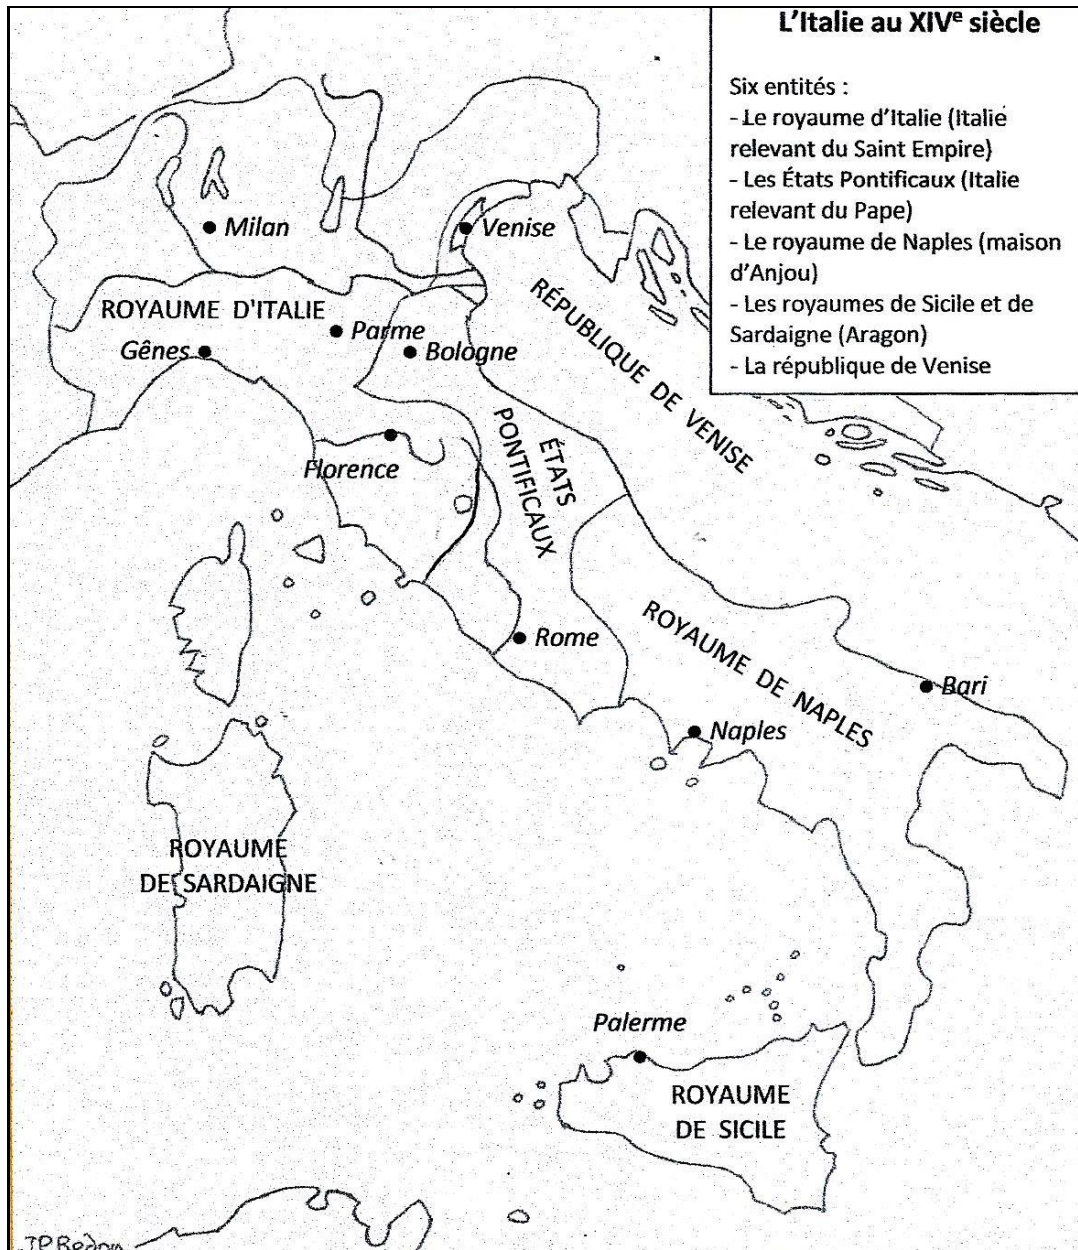 L'Italie au XIVe siècle
Six entités :
- Le royaume d'Italie (Italie
relevant du Saint Empire)
- Les États Pontificaux (Italie
relevant du Pape)
- Le royaume de Naples (maison
d'Anjou)
- Les royaumes de Sicile et de
Sardaigne (Aragon)
- La république de Venise
Milan
Venise
ROYAUME D'ITALIE
Parme
Gênes
Bologne
RÉPUBLIQUE DE VENISE
Florence
ÉTATS
PONTIFICAUX
Rome
ROYAUME DE NAPLES
Bari
Naples
ROYAUME
DE SARDAIGNE
Palerme
ROYAUME
DE SICILE
JP Redon